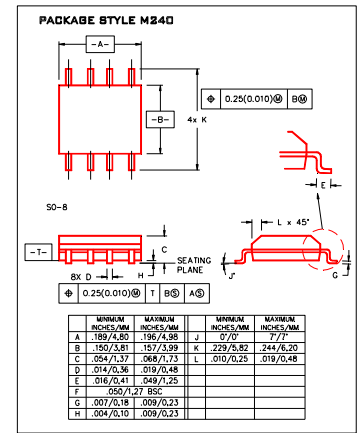 PACKAGE STYLE M240
-A-
⌖ 0.25(0.010)Ⓜ BⓂ
-B-
4x K
E
SO-8
L x 45°
-T-
C
SEATING
PLANE
8X D
H
J°
G
⌖ 0.25(0.010)Ⓜ T BⓈ AⓈ
MINIMUM INCHES/MM MAXIMUM INCHES/MM MINIMUM INCHES/MM MAXIMUM INCHES/MM
A .189/4,80 .196/4,98 J 0°/0° 7°/7°
B .150/3,81 .157/3,99 K .229/5,82 .244/6,20
C .054/1,37 .068/1,73 L .010/0,25 .019/0,48
D .014/0,36 .019/0,48
E .016/0,41 .049/1,25
F .050/1,27 BSC
G .007/0,18 .009/0,23
H .004/0,10 .009/0,23